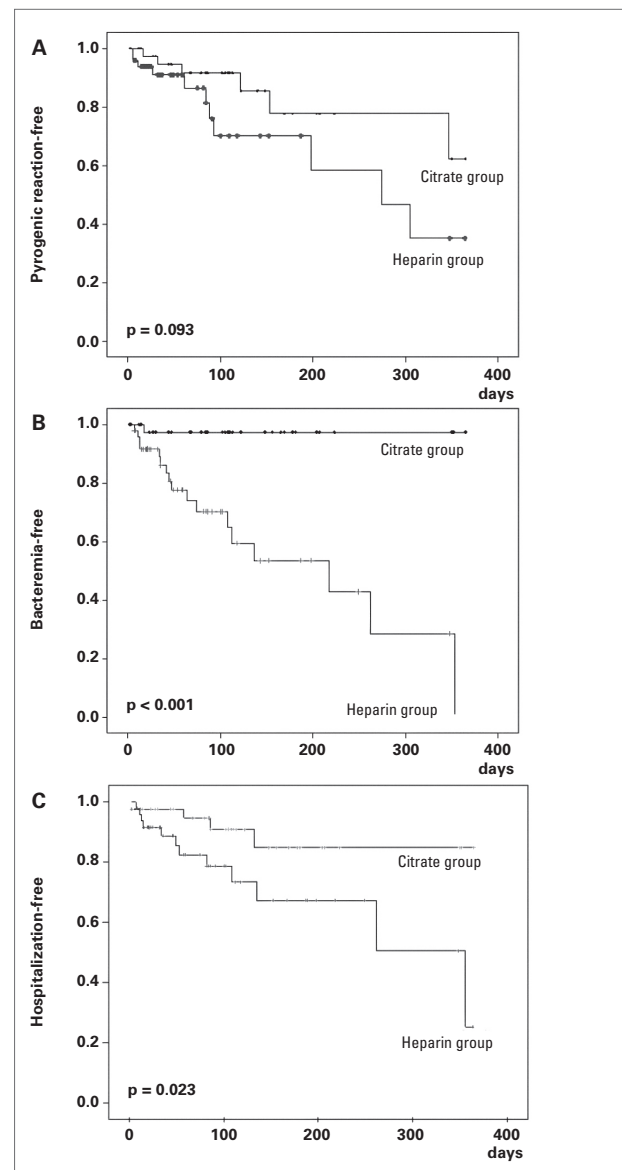 A
Pyrogenic reaction-free
1.0
0.8
0.6
0.4
0.2
0.0
Citrate group
Heparin group
p = 0.093
0 100 200 300 400
days
B
Bacteremia-free
1.0
0.8
0.6
0.4
0.2
0.0
Citrate group
Heparin group
p < 0.001
0 100 200 300 400
days
C
Hospitalization-free
1.0
0.8
0.6
0.4
0.2
0.0
Citrate group
Heparin group
p = 0.023
0 100 200 300 400
days